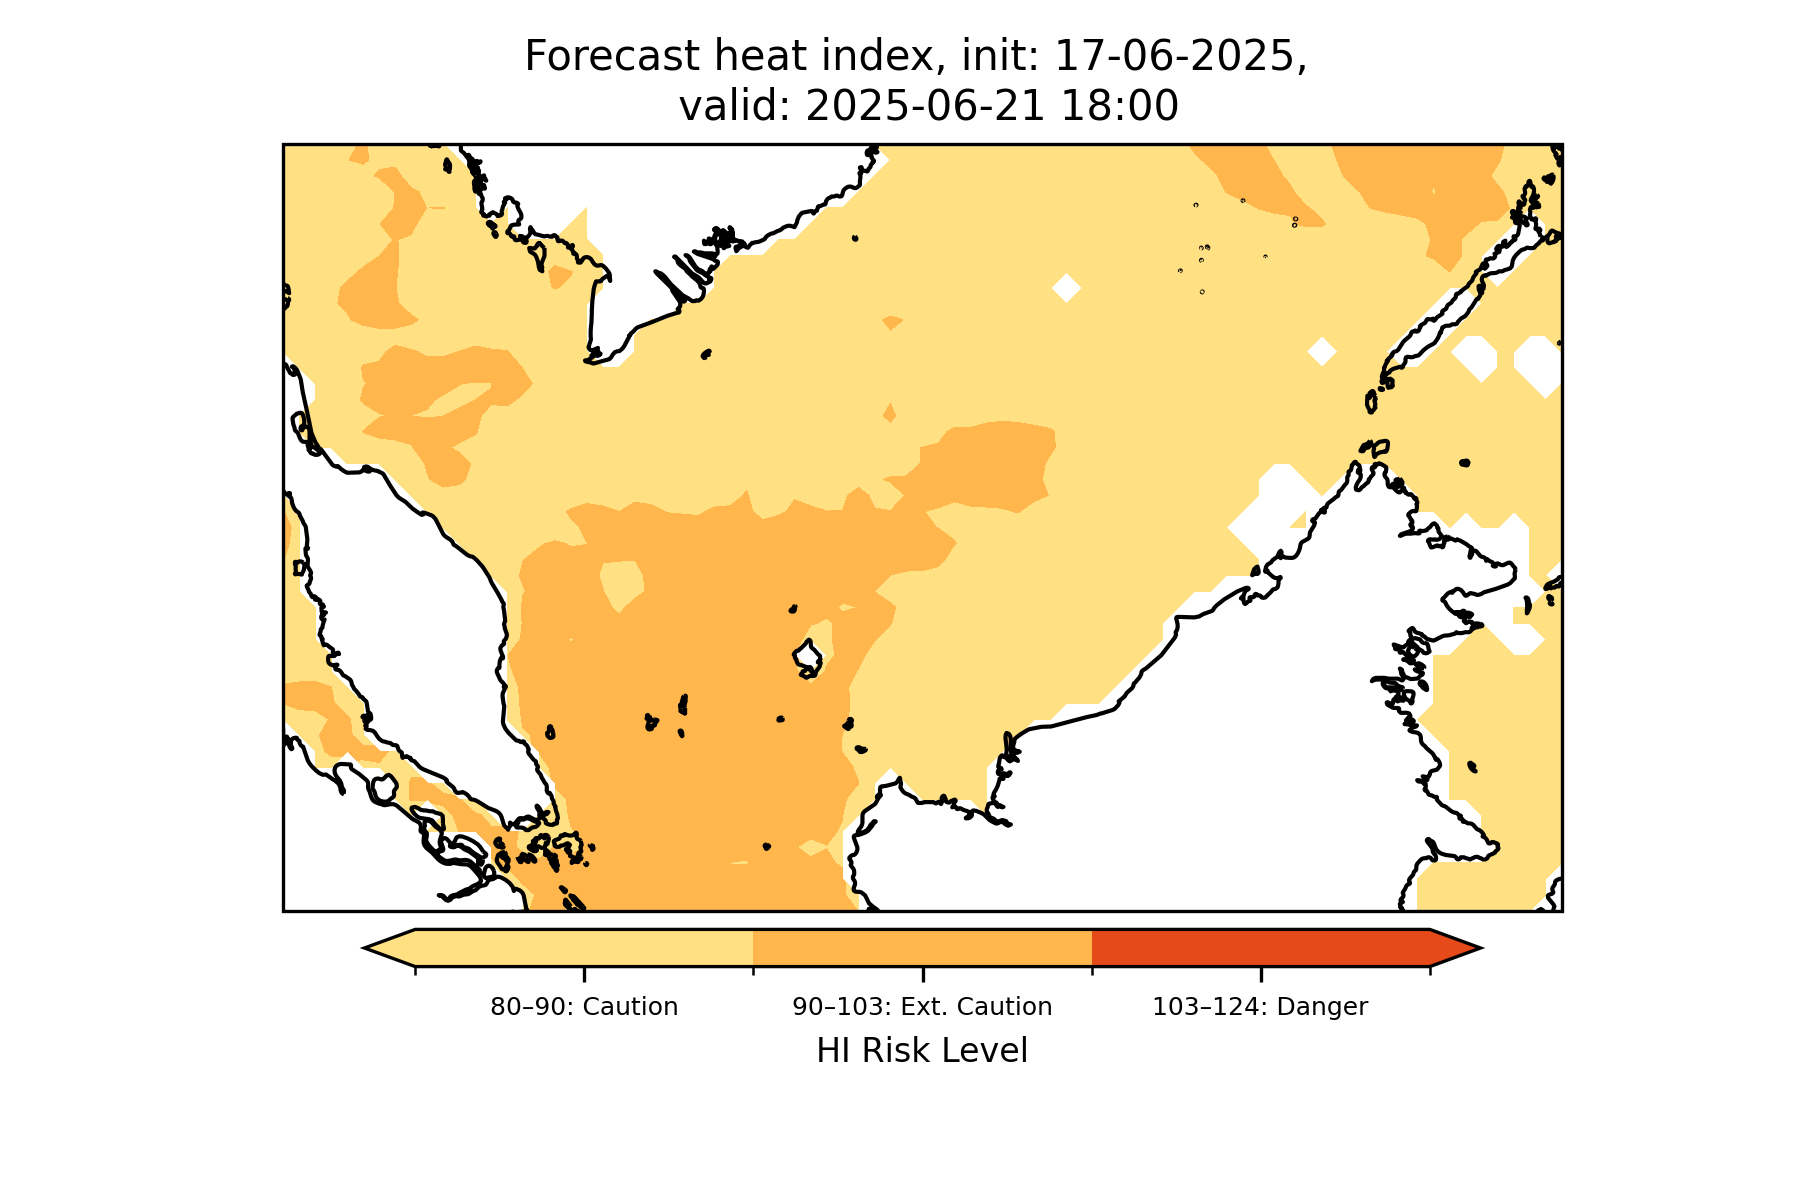 Forecast heat index, init: 17-06-2025,
valid: 2025-06-21 18:00
80–90: Caution
90–103: Ext. Caution
103–124: Danger
HI Risk Level